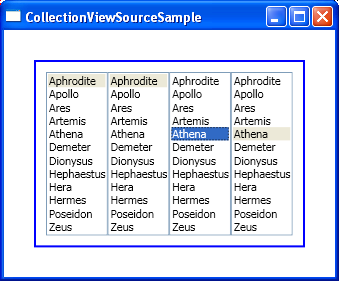 CollectionViewSourceSample
Aphrodite Aphrodite Aphrodite Aphrodite
Apollo Apollo Apollo Apollo
Ares Ares Ares Ares
Artemis Artemis Artemis Artemis
Athena Athena Athena Athena
Demeter Demeter Demeter Demeter
Dionysus Dionysus Dionysus Dionysus
Hephaestus Hephaestus Hephaestus Hephaestus
Hera Hera Hera Hera
Hermes Hermes Hermes Hermes
Poseidon Poseidon Poseidon Poseidon
Zeus Zeus Zeus Zeus